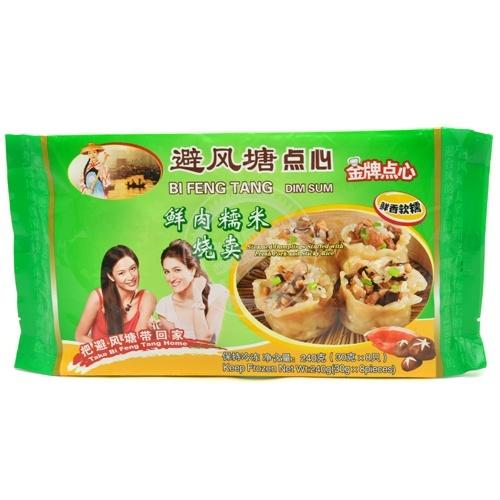 避风塘点心
BI FENG TANG DIM SUM
金牌点心
鲜香软糯
鲜肉糯米
烧卖
Steamed Dumpling Stuffed with
Fresh Pork and Sticky Rice
把避风塘带回家
Take Bi Feng Tang Home
保持冷冻 净含量: 240克 (30克×8只)
Keep Frozen Net Wt:240g(30g×8pieces)